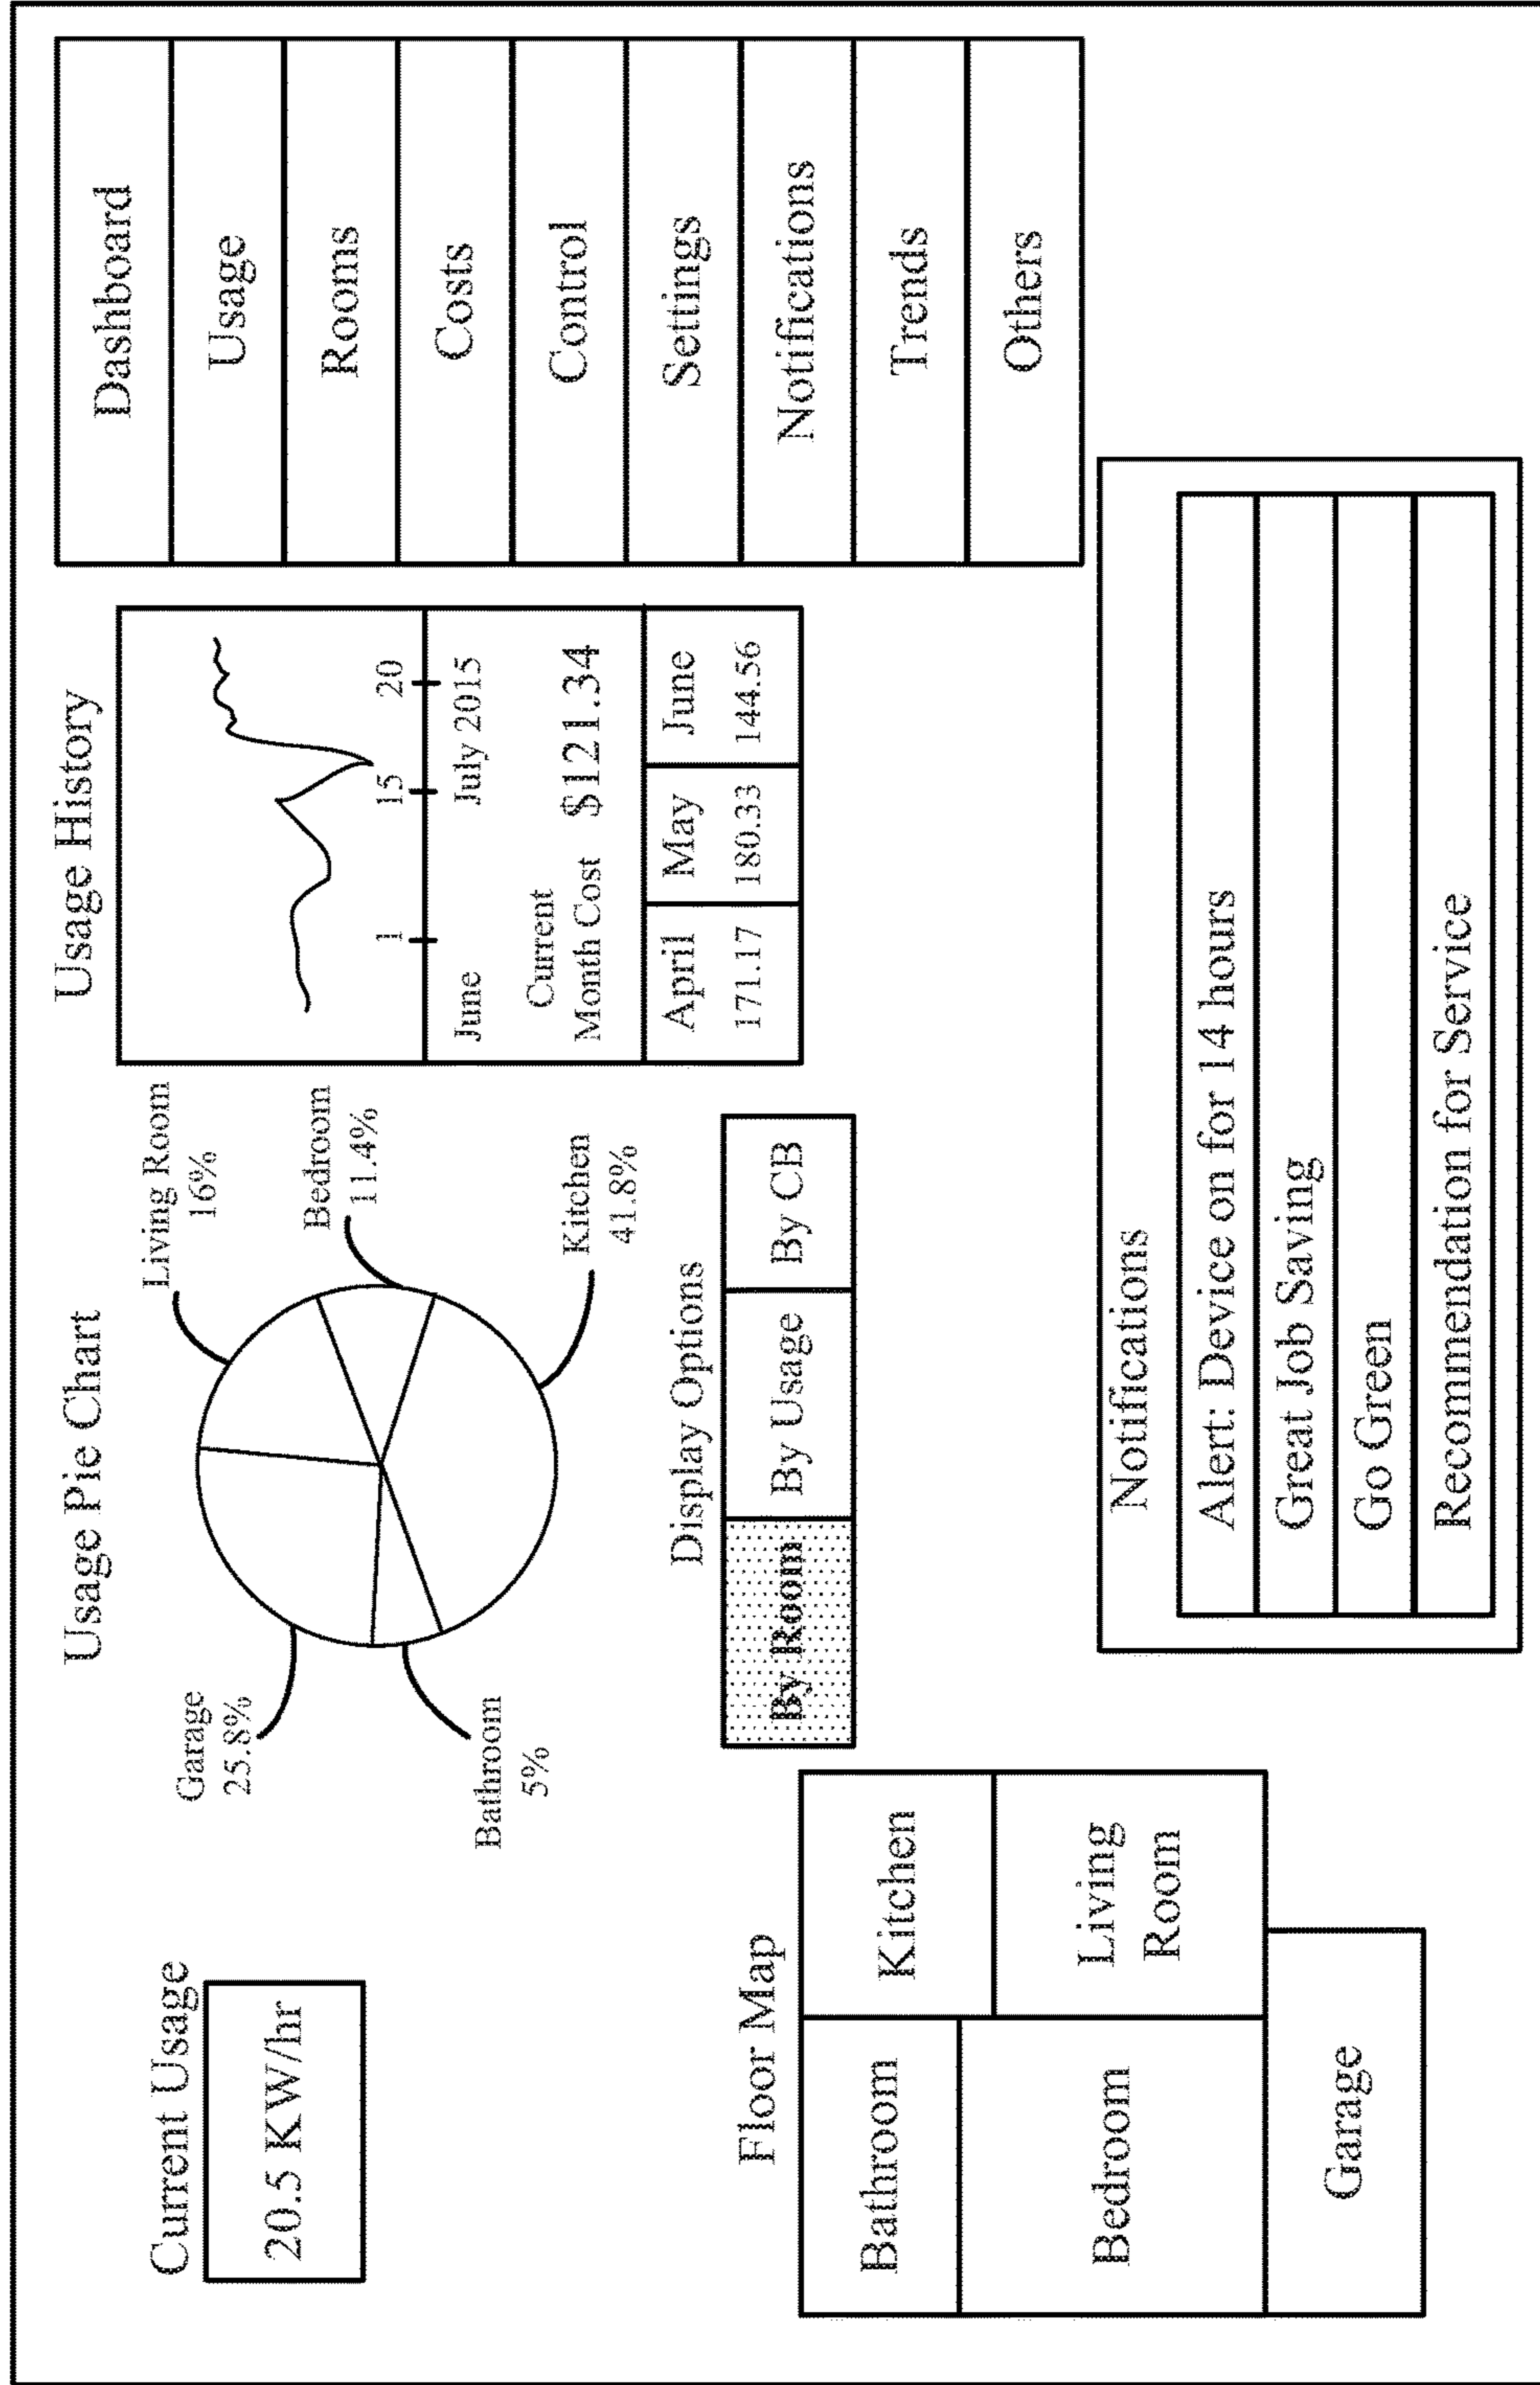 Current Usage
20.5 KW/hr
Usage Pie Chart
Garage
25.8%
Living Room
16%
Bedroom
11.4%
Bathroom
5%
Kitchen
41.8%
Display Options
By Room
By Usage
By CB
Usage History
1
15
20
June
July 2015
Current
Month Cost
$121.34
April
171.17
May
180.33
June
144.56
Dashboard
Usage
Rooms
Costs
Control
Settings
Notifications
Trends
Others
Floor Map
Bathroom
Kitchen
Bedroom
Living
Room
Garage
Notifications
Alert: Device on for 14 hours
Great Job Saving
Go Green
Recommendation for Service